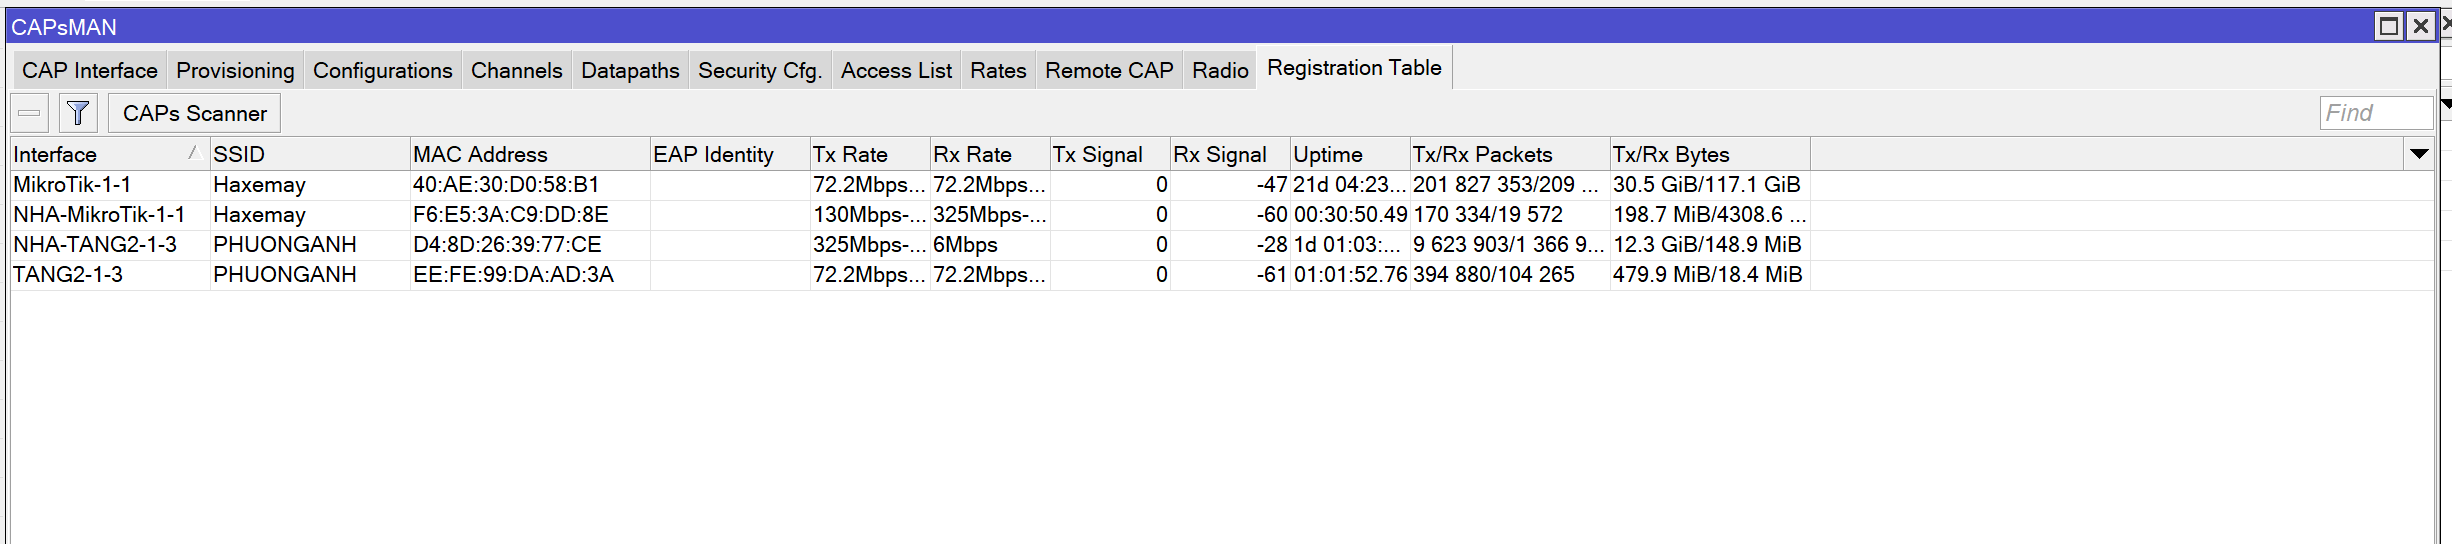 CAPsMAN
CAP Interface Provisioning Configurations Channels Datapaths Security Cfg. Access List Rates Remote CAP Radio Registration Table
CAPs Scanner Find
Interface SSID MAC Address EAP Identity Tx Rate Rx Rate Tx Signal Rx Signal Uptime Tx/Rx Packets Tx/Rx Bytes
MikroTik-1-1 Haxemay 40:AE:30:D0:58:B1 72.2Mbps... 72.2Mbps... 0 -47 21d 04:23... 201 827 353/209 ... 30.5 GiB/117.1 GiB
NHA-MikroTik-1-1 Haxemay F6:E5:3A:C9:DD:8E 130Mbps-... 325Mbps-... 0 -60 00:30:50.49 170 334/19 572 198.7 MiB/4308.6 ...
NHA-TANG2-1-3 PHUONGANH D4:8D:26:39:77:CE 325Mbps-... 6Mbps 0 -28 1d 01:03:... 9 623 903/1 366 9... 12.3 GiB/148.9 MiB
TANG2-1-3 PHUONGANH EE:FE:99:DA:AD:3A 72.2Mbps... 72.2Mbps... 0 -61 01:01:52.76 394 880/104 265 479.9 MiB/18.4 MiB